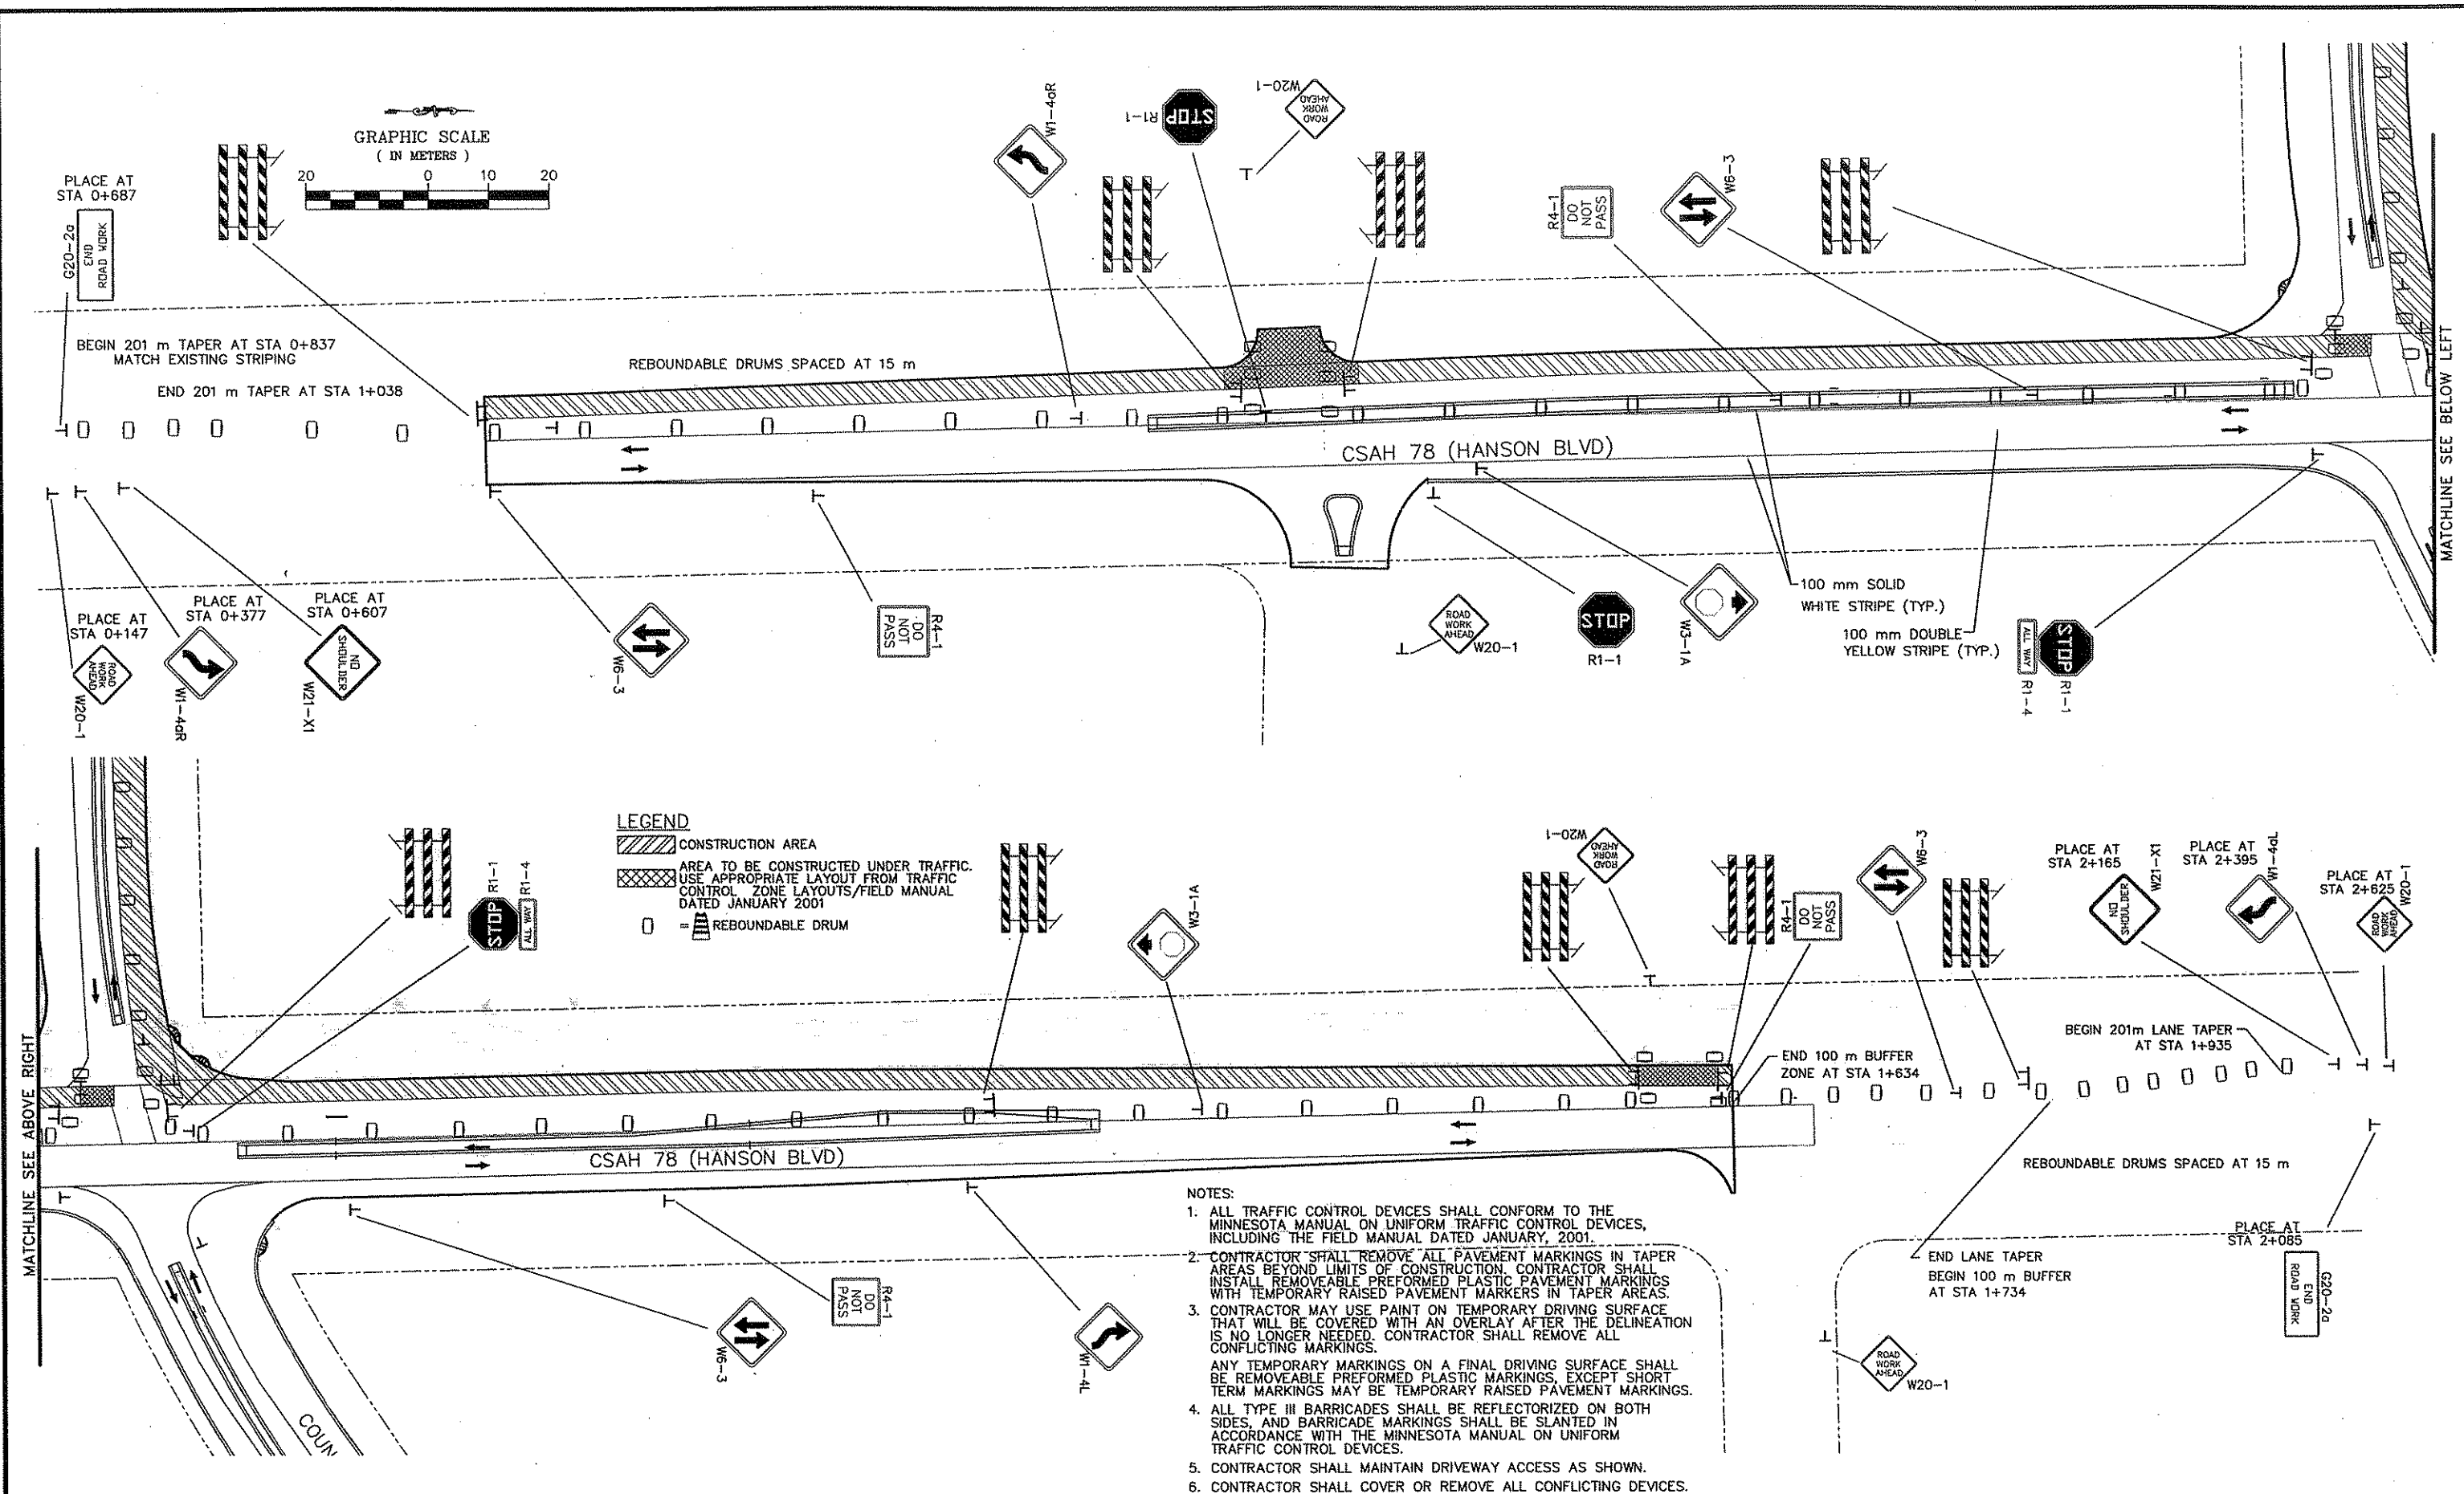 GRAPHIC SCALE
( IN METERS )
20 0 10 20
PLACE AT
STA 0+687
G20-2a
END
ROAD WORK
BEGIN 201 m TAPER AT STA 0+837
MATCH EXISTING STRIPING
END 201 m TAPER AT STA 1+038
REBOUNDABLE DRUMS SPACED AT 15 m
W1-4aR
R1-1
STOP
W20-1
ROAD
WORK
AHEAD
R4-1
DO
NOT
PASS
W6-3
CSAH 78 (HANSON BLVD)
MATCHLINE SEE BELOW LEFT
PLACE AT
STA 0+147
ROAD
WORK
AHEAD
W20-1
PLACE AT
STA 0+377
W1-4aR
PLACE AT
STA 0+607
NO
SHOULDER
W21-X1
W6-3
DO
NOT
PASS
R4-1
ROAD
WORK
AHEAD
W20-1
STOP
R1-1
W3-1A
100 mm SOLID
WHITE STRIPE (TYP.)
100 mm DOUBLE
YELLOW STRIPE (TYP.)
ALL WAY
R1-4
STOP
R1-1
MATCHLINE SEE ABOVE RIGHT
STOP
R1-1
ALL WAY
R1-4
LEGEND
CONSTRUCTION AREA
AREA TO BE CONSTRUCTED UNDER TRAFFIC.
USE APPROPRIATE LAYOUT FROM TRAFFIC
CONTROL ZONE LAYOUTS/FIELD MANUAL
DATED JANUARY 2001
= REBOUNDABLE DRUM
W3-1A
W20-1
ROAD
WORK
AHEAD
R4-1
DO
NOT
PASS
W6-3
PLACE AT
STA 2+165
NO
SHOULDER
W21-X1
PLACE AT
STA 2+395
W1-4aL
PLACE AT
STA 2+625
ROAD
WORK
AHEAD
W20-1
BEGIN 201m LANE TAPER
AT STA 1+935
END 100 m BUFFER
ZONE AT STA 1+634
CSAH 78 (HANSON BLVD)
REBOUNDABLE DRUMS SPACED AT 15 m
END LANE TAPER
BEGIN 100 m BUFFER
AT STA 1+734
PLACE AT
STA 2+085
END
ROAD WORK
G20-2a
ROAD
WORK
AHEAD
W20-1
COUN
W6-3
DO
NOT
PASS
R4-1
W1-4L
NOTES:
1. ALL TRAFFIC CONTROL DEVICES SHALL CONFORM TO THE
MINNESOTA MANUAL ON UNIFORM TRAFFIC CONTROL DEVICES,
INCLUDING THE FIELD MANUAL DATED JANUARY, 2001.
2. CONTRACTOR SHALL REMOVE ALL PAVEMENT MARKINGS IN TAPER
AREAS BEYOND LIMITS OF CONSTRUCTION. CONTRACTOR SHALL
INSTALL REMOVEABLE PREFORMED PLASTIC PAVEMENT MARKINGS
WITH TEMPORARY RAISED PAVEMENT MARKERS IN TAPER AREAS.
3. CONTRACTOR MAY USE PAINT ON TEMPORARY DRIVING SURFACE
THAT WILL BE COVERED WITH AN OVERLAY AFTER THE DELINEATION
IS NO LONGER NEEDED. CONTRACTOR SHALL REMOVE ALL
CONFLICTING MARKINGS.
ANY TEMPORARY MARKINGS ON A FINAL DRIVING SURFACE SHALL
BE REMOVEABLE PREFORMED PLASTIC MARKINGS, EXCEPT SHORT
TERM MARKINGS MAY BE TEMPORARY RAISED PAVEMENT MARKINGS.
4. ALL TYPE III BARRICADES SHALL BE REFLECTORIZED ON BOTH
SIDES, AND BARRICADE MARKINGS SHALL BE SLANTED IN
ACCORDANCE WITH THE MINNESOTA MANUAL ON UNIFORM
TRAFFIC CONTROL DEVICES.
5. CONTRACTOR SHALL MAINTAIN DRIVEWAY ACCESS AS SHOWN.
6. CONTRACTOR SHALL COVER OR REMOVE ALL CONFLICTING DEVICES.